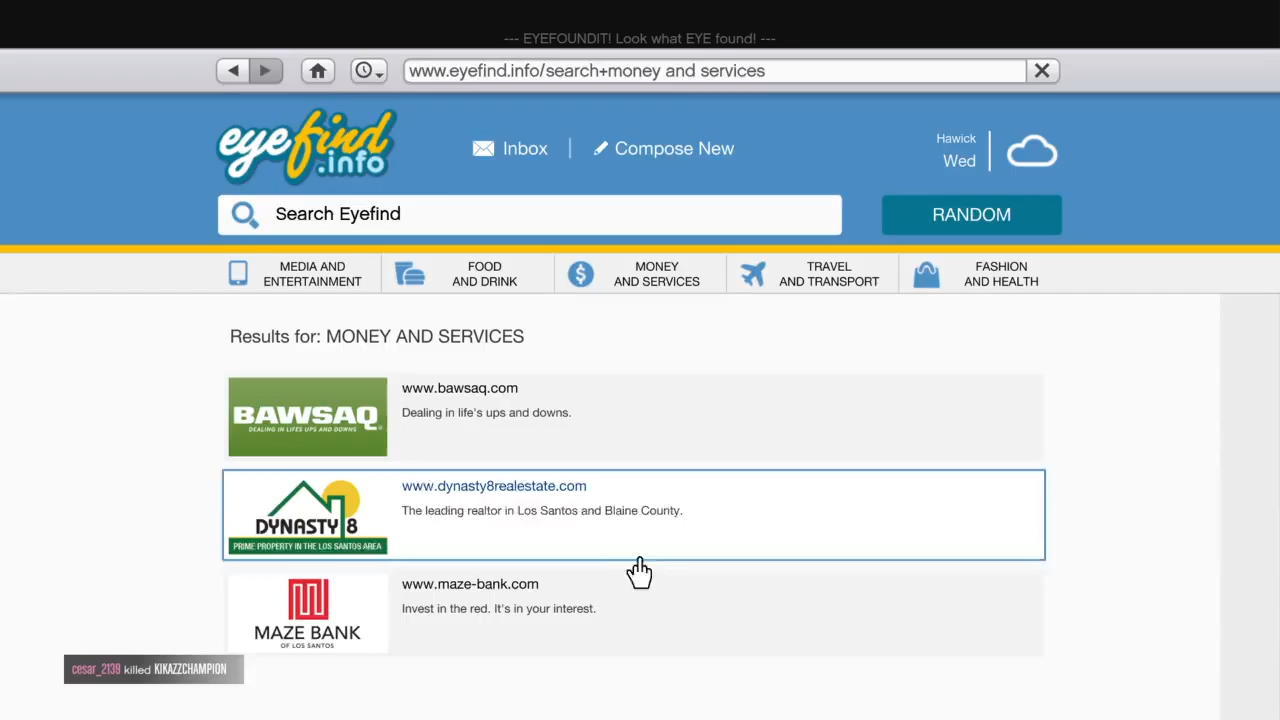 --- EYEFOUNDIT! Look what EYE found! ---
www.eyefind.info/search+money and services
eyefind
.info
Inbox
Compose New
Hawick
Wed
Search Eyefind
RANDOM
MEDIA AND
ENTERTAINMENT
FOOD
AND DRINK
MONEY
AND SERVICES
TRAVEL
AND TRANSPORT
FASHION
AND HEALTH
Results for: MONEY AND SERVICES
BAWSAQ
DEALING IN LIFES UPS AND DOWNS
www.bawsaq.com
Dealing in life's ups and downs.
DYNASTY 8
PRIME PROPERTY IN THE LOS SANTOS AREA
www.dynasty8realestate.com
The leading realtor in Los Santos and Blaine County.
MAZE BANK
OF LOS SANTOS
www.maze-bank.com
Invest in the red. It's in your interest.
cesar_2139 killed KIKAZZCHAMPION